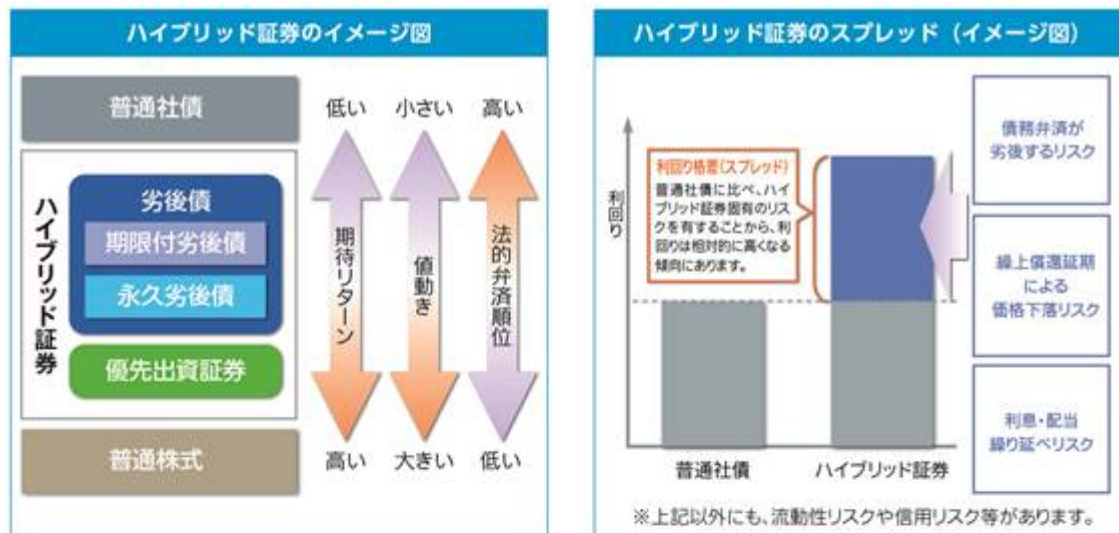 ハイブリッド証券のイメージ図
普通社債
低い
小さい
高い
ハイブリッド証券
劣後債
期限付劣後債
永久劣後債
優先出資証券
期待リターン
値動き
法的弁済順位
普通株式
高い
大きい
低い
ハイブリッド証券のスプレッド（イメージ図）
利回り
利回り格差（スプレッド）
普通社債に比べ、ハイ
ブリッド証券固有のリス
クを有することから、利
回りは相対的に高くなる
傾向にあります。
債務弁済が
劣後するリスク
繰上償還延期
による
価格下落リスク
利息・配当
繰り延べリスク
普通社債
ハイブリッド証券
※上記以外にも、流動性リスクや信用リスク等があります。